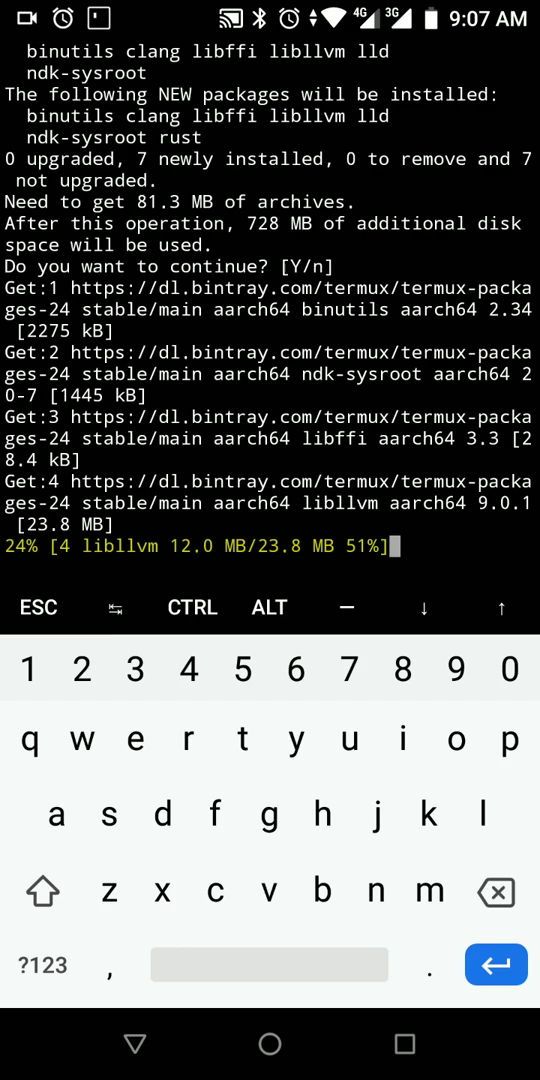 4G 3G 9:07 AM
binutils clang libffi libllvm lld
ndk-sysroot
The following NEW packages will be installed:
binutils clang libffi libllvm lld
ndk-sysroot rust
0 upgraded, 7 newly installed, 0 to remove and 7
not upgraded.
Need to get 81.3 MB of archives.
After this operation, 728 MB of additional disk
space will be used.
Do you want to continue? [Y/n]
Get:1 https://dl.bintray.com/termux/termux-packa
ges-24 stable/main aarch64 binutils aarch64 2.34
[2275 kB]
Get:2 https://dl.bintray.com/termux/termux-packa
ges-24 stable/main aarch64 ndk-sysroot aarch64 2
0-7 [1445 kB]
Get:3 https://dl.bintray.com/termux/termux-packa
ges-24 stable/main aarch64 libffi aarch64 3.3 [2
8.4 kB]
Get:4 https://dl.bintray.com/termux/termux-packa
ges-24 stable/main aarch64 libllvm aarch64 9.0.1
[23.8 MB]
24% [4 libllvm 12.0 MB/23.8 MB 51%]
ESC ↹ CTRL ALT — ↓ ↑
1 2 3 4 5 6 7 8 9 0
q w e r t y u i o p
a s d f g h j k l
z x c v b n m
?123 , .